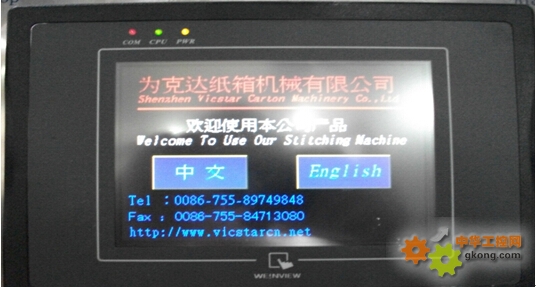 COM CPU PWR
为克达纸箱机械有限公司
Shenzhen Vicstar Carton Machinery Co.,Ltd
欢迎使用本公司产品
Welcome To Use Our Stitching Machine
中文 English
Tel :0086-755-89749848
Fax : 0086-755-84713080
http://www.vicstarcn.net
WEINVIEW
中华工控网
gkong.com